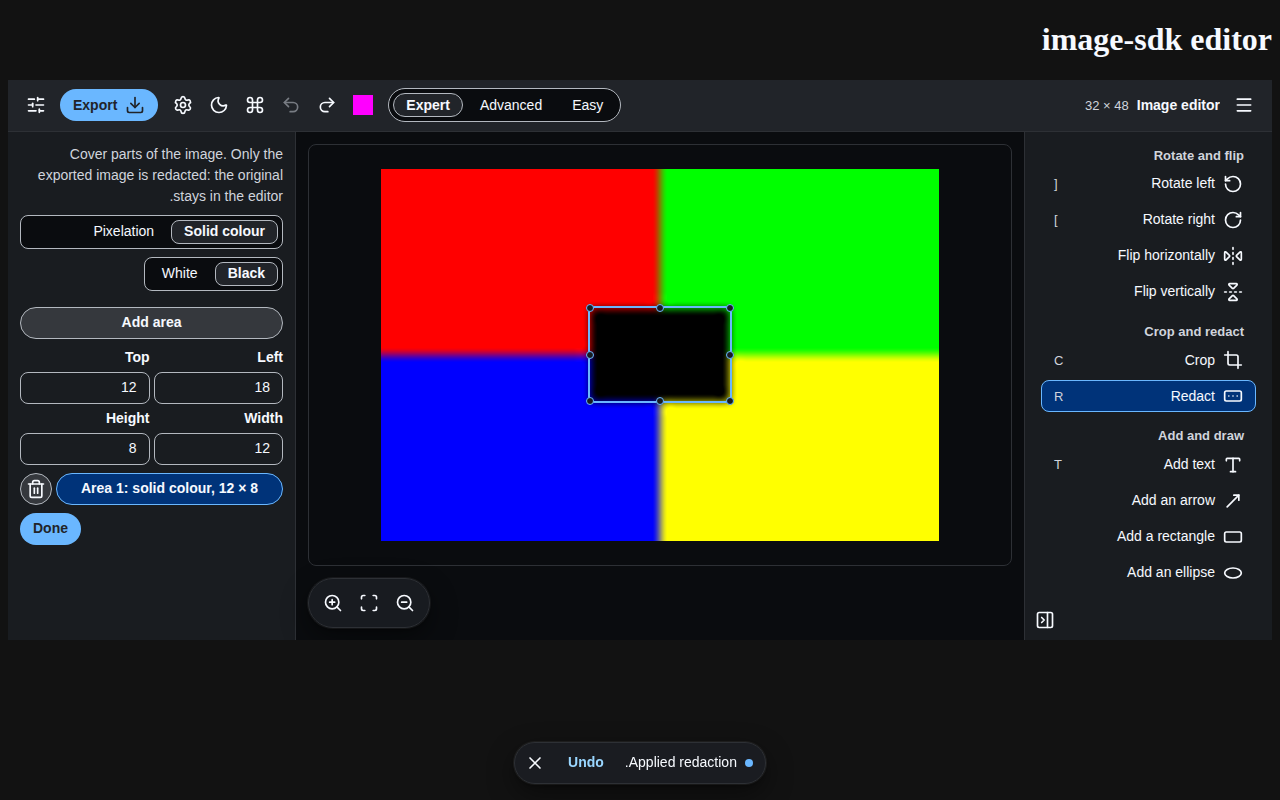 image-sdk editor
Export
Expert
Advanced
Easy
32 × 48
Image editor
Cover parts of the image. Only the
exported image is redacted: the original
.stays in the editor
Pixelation
Solid colour
White
Black
Add area
Top
Left
12
18
Height
Width
8
12
Area 1: solid colour, 12 × 8
Done
Rotate and flip
] Rotate left
[ Rotate right
Flip horizontally
Flip vertically
Crop and redact
C Crop
R Redact
Add and draw
T Add text
Add an arrow
Add a rectangle
Add an ellipse
Undo
.Applied redaction